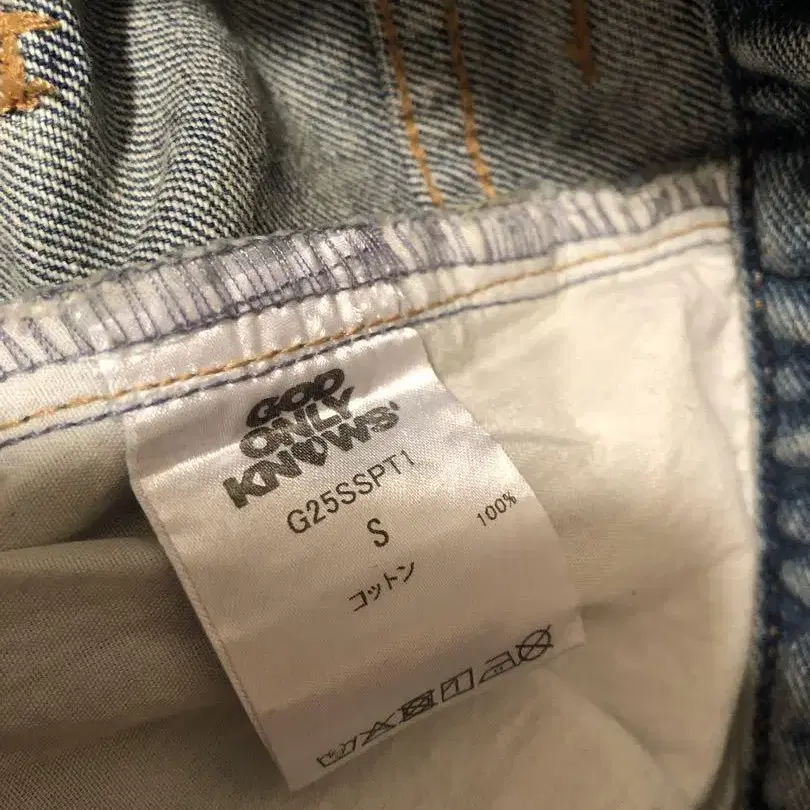 GOD
ONLY
KNOWS'
G25SSPT1
S
コットン 100%